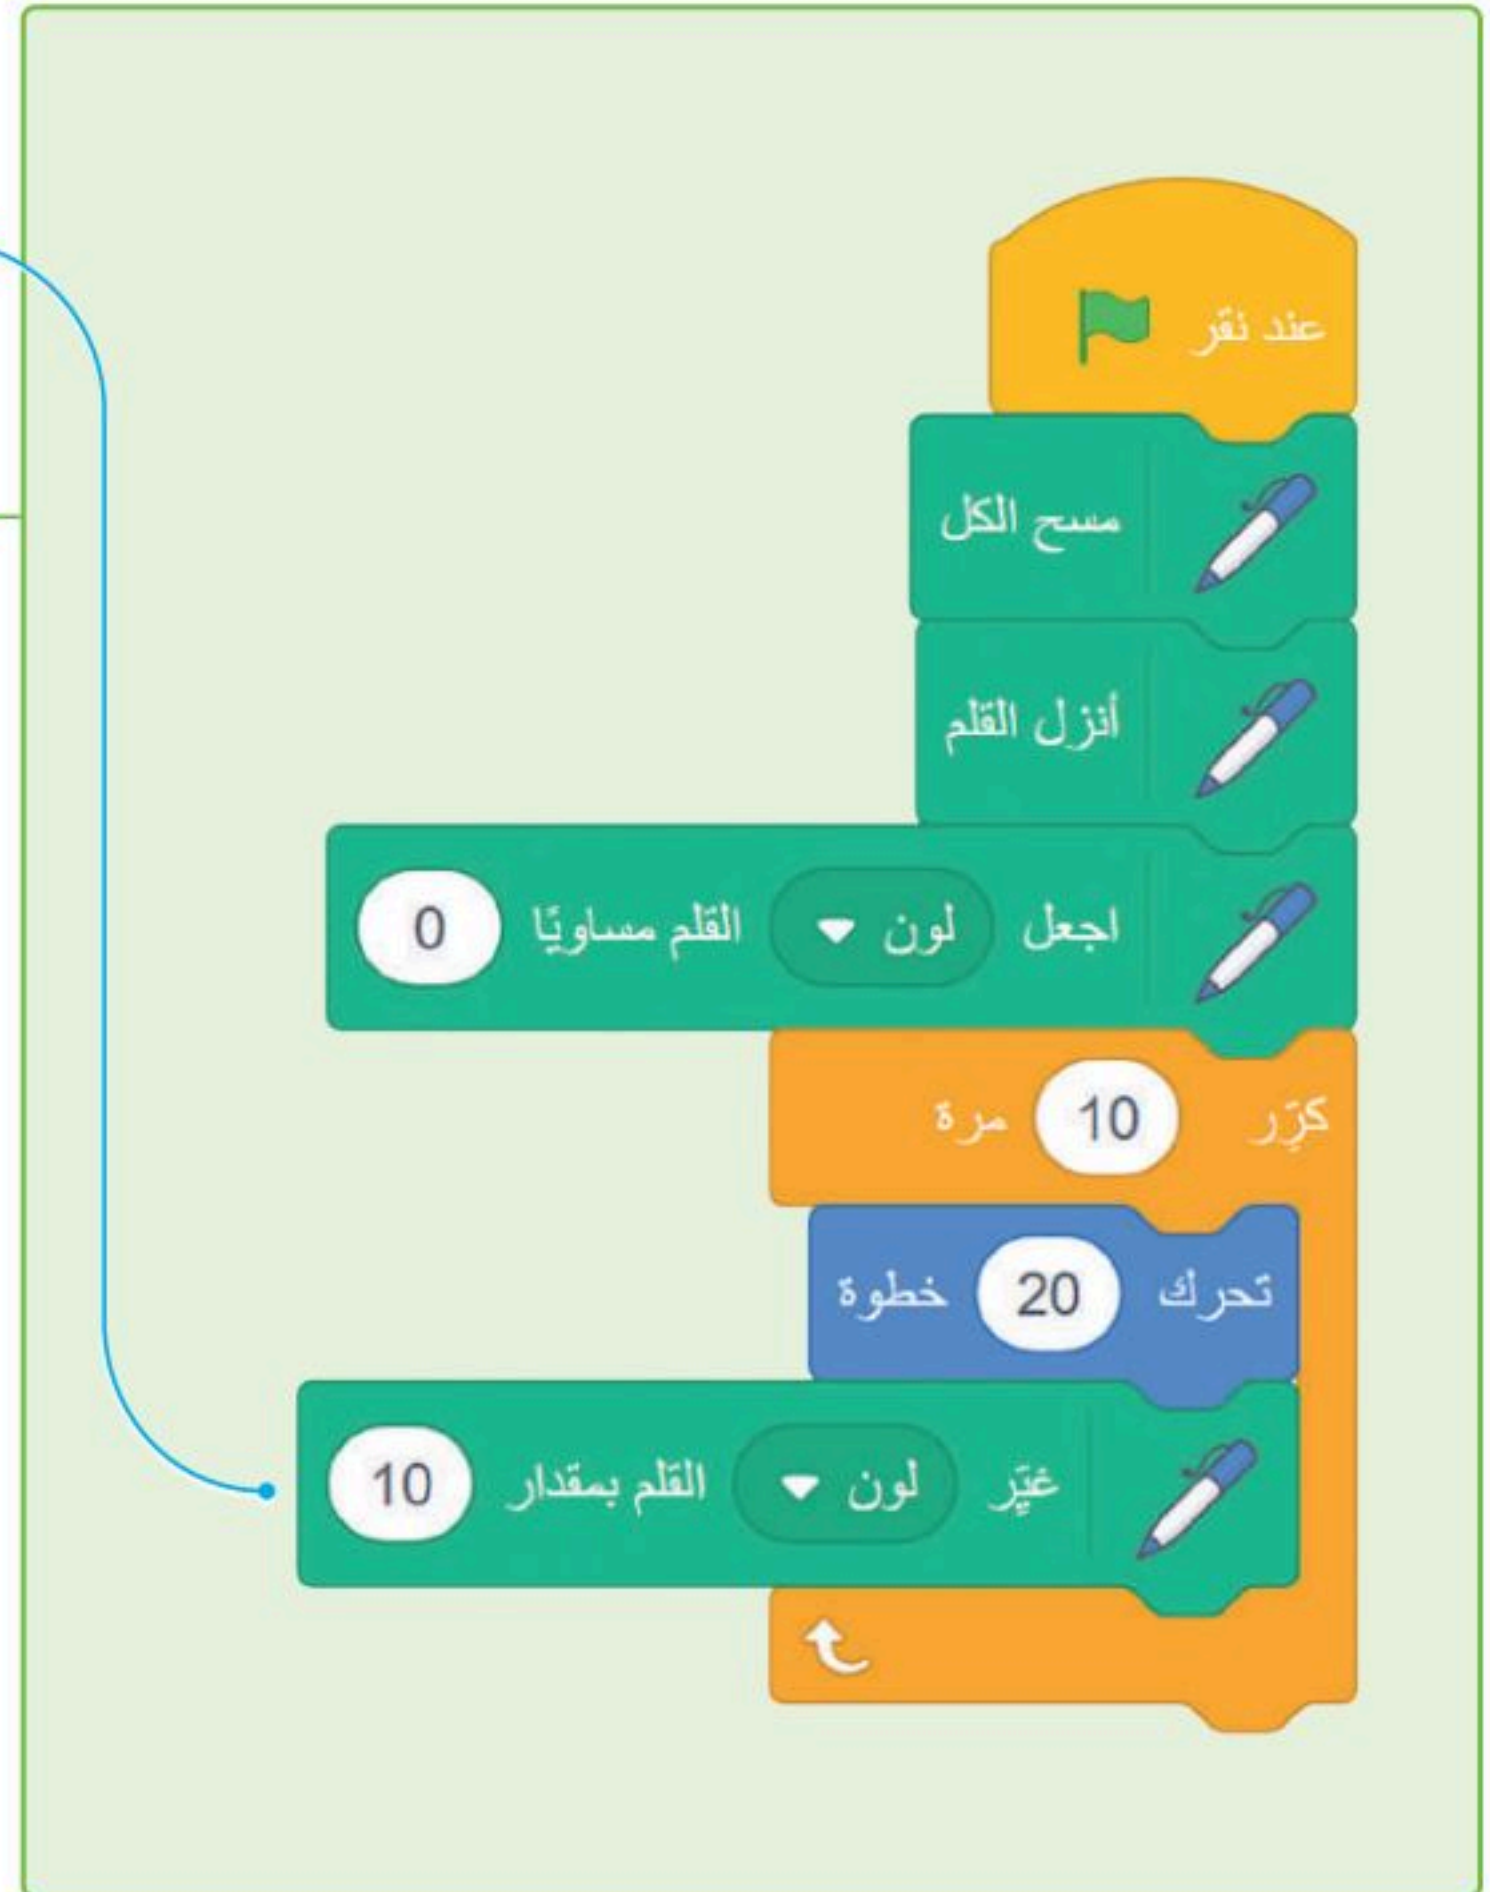 عند نقر
مسح الكل
أنزل القلم
اجعل لون القلم مساويًا 0
كرّر 10 مرة
تحرك 20 خطوة
غيّر لون القلم بمقدار 10